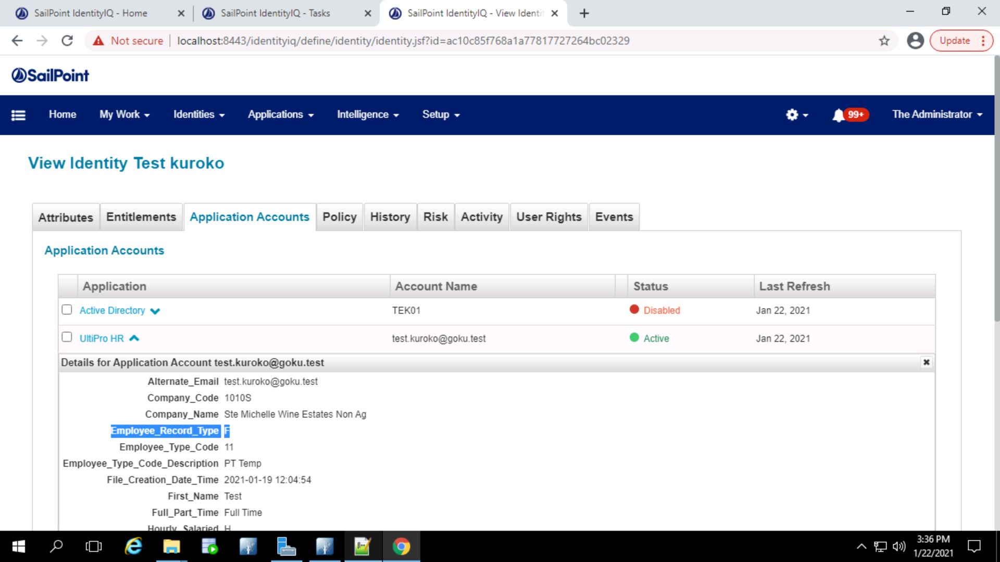 SailPoint IdentityIQ - Home
SailPoint IdentityIQ - Tasks
SailPoint IdentityIQ - View Identit
Not secure
localhost:8443/identityiq/define/identity/identity.jsf?id=ac10c85f768a1a77817727264bc02329
Update
SailPoint
Home
My Work
Identities
Applications
Intelligence
Setup
99+
The Administrator
View Identity Test kuroko
Attributes
Entitlements
Application Accounts
Policy
History
Risk
Activity
User Rights
Events
Application Accounts
Application Account Name Status Last Refresh
Active Directory TEK01 Disabled Jan 22, 2021
UltiPro HR test.kuroko@goku.test Active Jan 22, 2021
Details for Application Account test.kuroko@goku.test
Alternate_Email test.kuroko@goku.test
Company_Code 1010S
Company_Name Ste Michelle Wine Estates Non Ag
Employee_Record_Type F
Employee_Type_Code 11
Employee_Type_Code_Description PT Temp
File_Creation_Date_Time 2021-01-19 12:04:54
First_Name Test
Full_Part_Time Full Time
Hourly_Salaried H
3:36 PM
1/22/2021